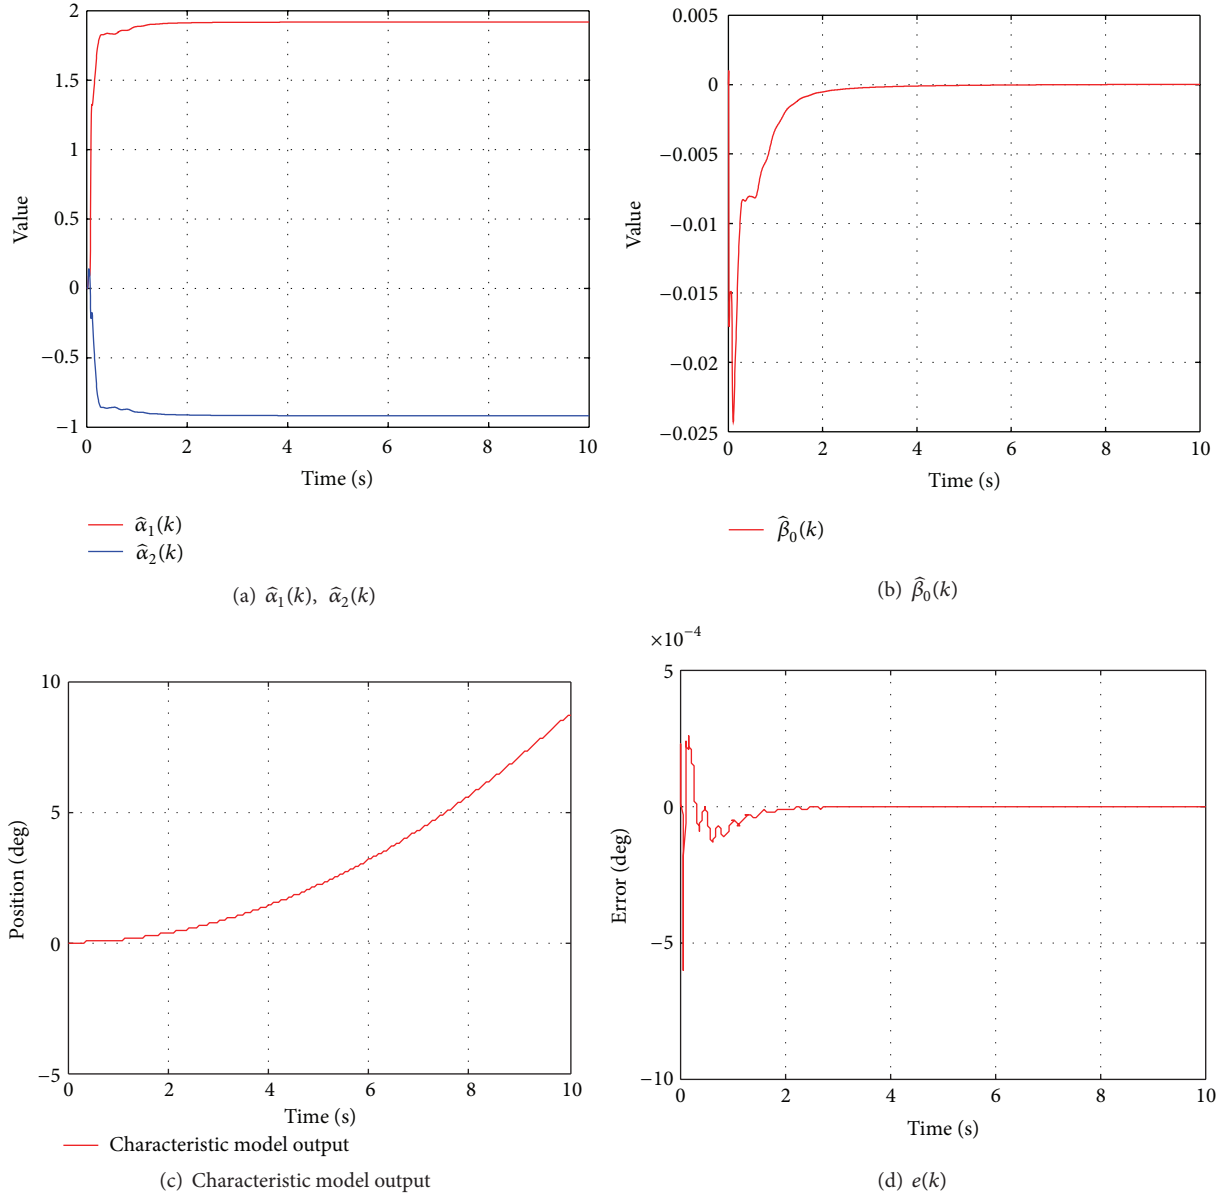 2
1.5
1
0.5
0
−0.5
−1
Value
0 2 4 6 8 10
Time (s)
α̂₁(k)
α̂₂(k)
(a) α̂₁(k), α̂₂(k)
0.005
0
−0.005
−0.01
−0.015
−0.02
−0.025
Value
0 2 4 6 8 10
Time (s)
β̂₀(k)
(b) β̂₀(k)
10
5
0
−5
Position (deg)
0 2 4 6 8 10
Time (s)
Characteristic model output
(c) Characteristic model output
×10⁻⁴
5
0
−5
−10
Error (deg)
0 2 4 6 8 10
Time (s)
(d) e(k)